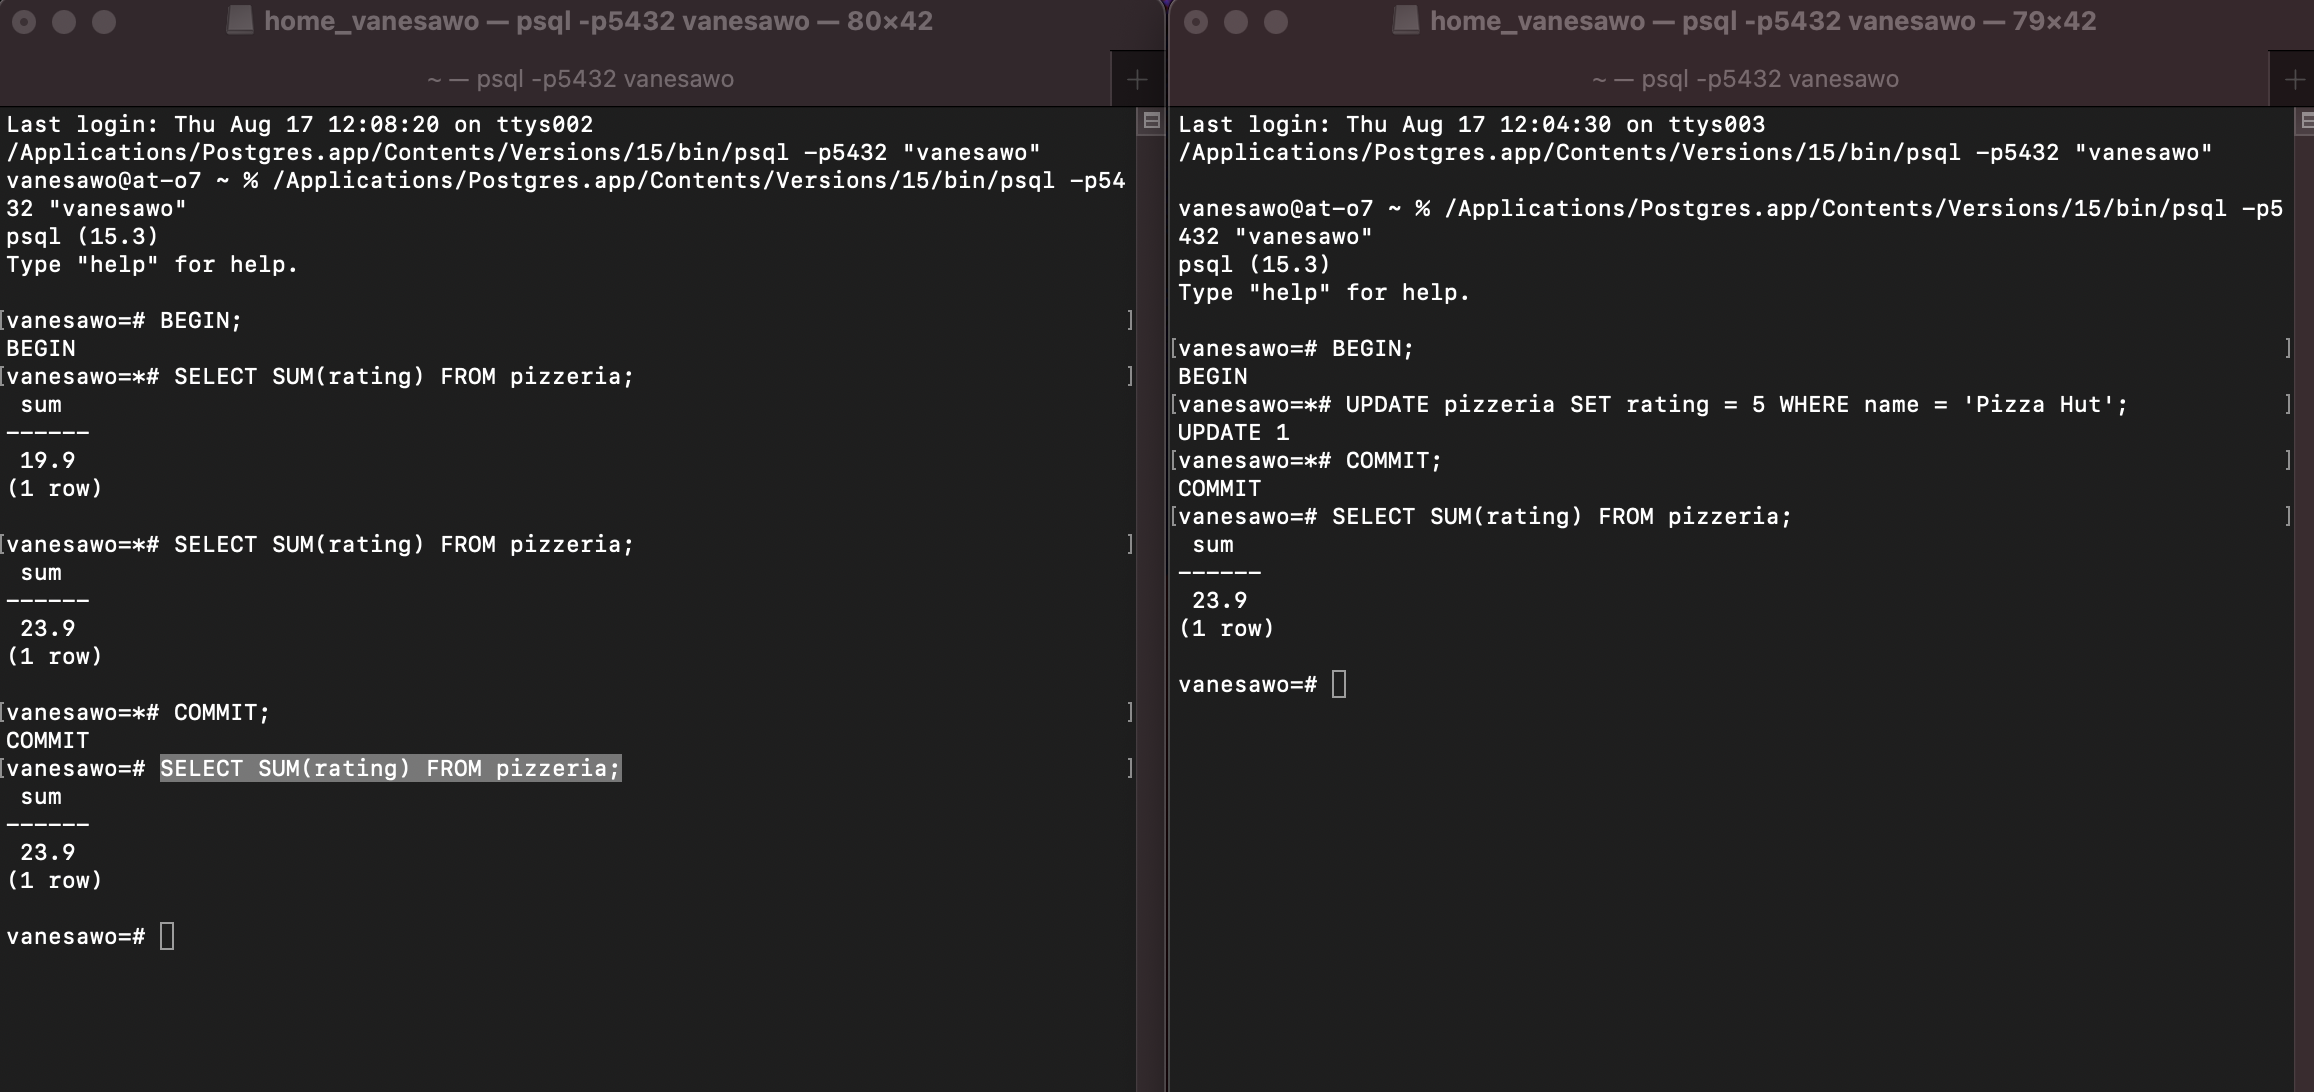 home_vanesawo — psql -p5432 vanesawo — 80×42
~ — psql -p5432 vanesawo
Last login: Thu Aug 17 12:08:20 on ttys002
/Applications/Postgres.app/Contents/Versions/15/bin/psql -p5432 "vanesawo"
vanesawo@at-o7 ~ % /Applications/Postgres.app/Contents/Versions/15/bin/psql -p54
32 "vanesawo"
psql (15.3)
Type "help" for help.
[vanesawo=# BEGIN; ]
BEGIN
[vanesawo=*# SELECT SUM(rating) FROM pizzeria; ]
sum
------
19.9
(1 row)
[vanesawo=*# SELECT SUM(rating) FROM pizzeria; ]
sum
------
23.9
(1 row)
[vanesawo=*# COMMIT; ]
COMMIT
[vanesawo=# SELECT SUM(rating) FROM pizzeria; ]
sum
------
23.9
(1 row)
vanesawo=#
home_vanesawo — psql -p5432 vanesawo — 79×42
~ — psql -p5432 vanesawo
Last login: Thu Aug 17 12:04:30 on ttys003
/Applications/Postgres.app/Contents/Versions/15/bin/psql -p5432 "vanesawo"
vanesawo@at-o7 ~ % /Applications/Postgres.app/Contents/Versions/15/bin/psql -p5
432 "vanesawo"
psql (15.3)
Type "help" for help.
[vanesawo=# BEGIN; ]
BEGIN
[vanesawo=*# UPDATE pizzeria SET rating = 5 WHERE name = 'Pizza Hut'; ]
UPDATE 1
[vanesawo=*# COMMIT; ]
COMMIT
[vanesawo=# SELECT SUM(rating) FROM pizzeria; ]
sum
------
23.9
(1 row)
vanesawo=#